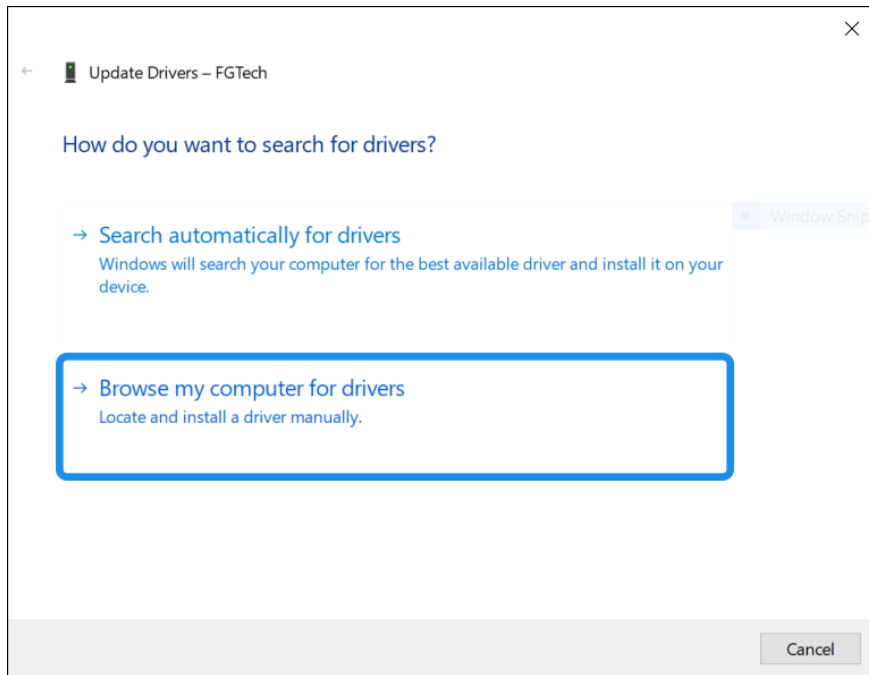 Update Drivers – FGTech
How do you want to search for drivers?
Search automatically for drivers
Windows will search your computer for the best available driver and install it on your
device.
Window Snip
Browse my computer for drivers
Locate and install a driver manually.
Cancel